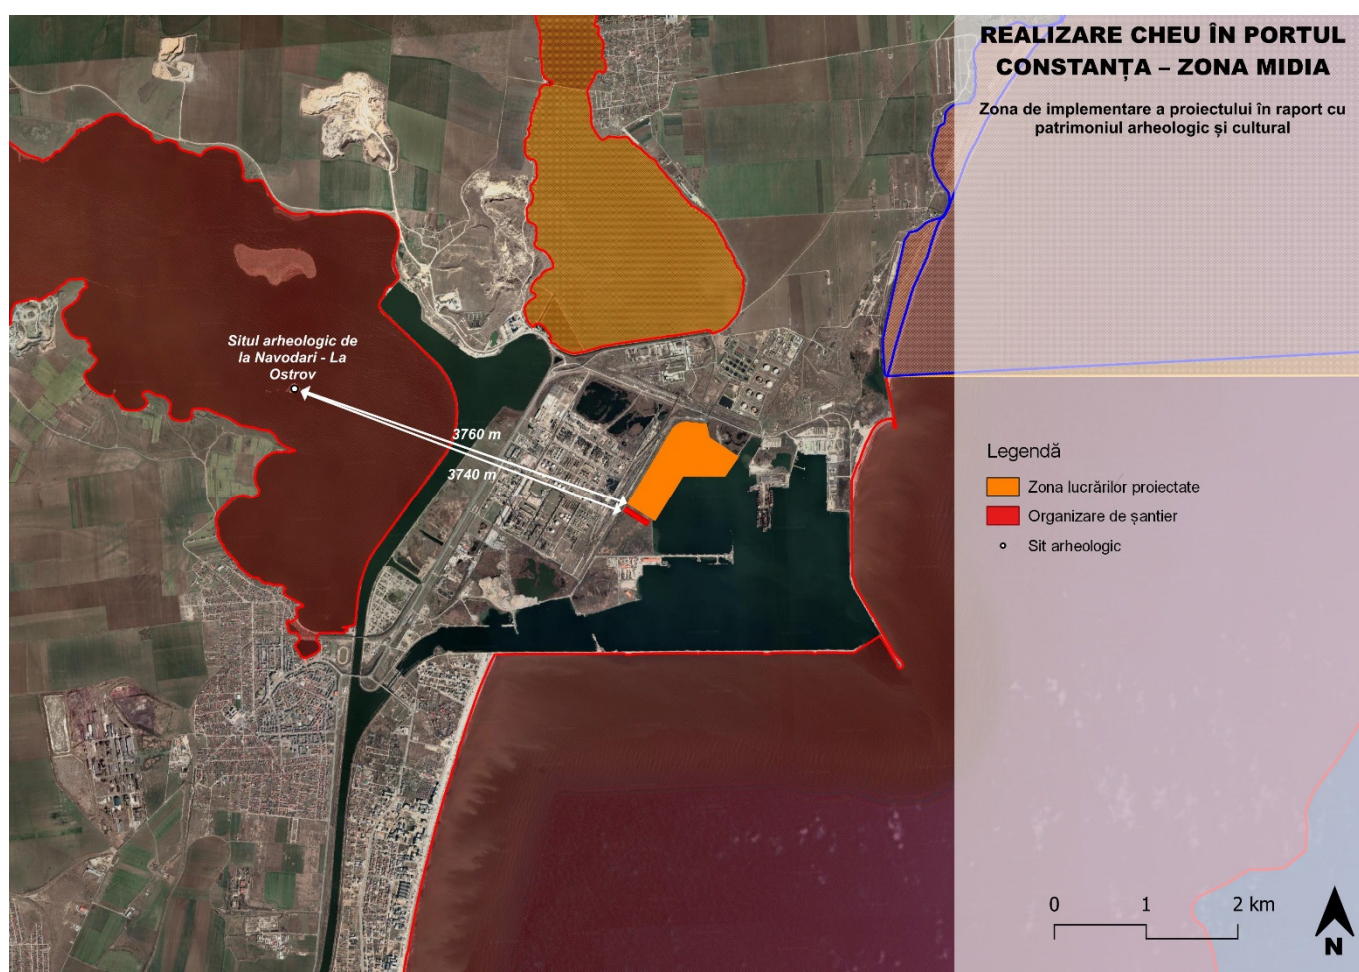 REALIZARE CHEU ÎN PORTUL
CONSTANȚA – ZONA MIDIA
Zona de implementare a proiectului în raport cu
patrimoniul arheologic și cultural
Situl arheologic de
la Navodari - La
Ostrov
3760 m
3740 m
Legendă
Zona lucrărilor proiectate
Organizare de șantier
Sit arheologic
0 1 2 km
N